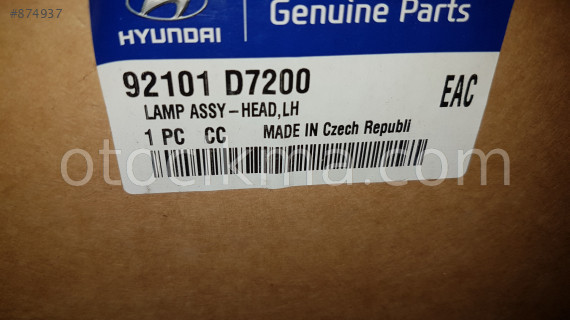 #874937
HYUNDAI
Genuine Parts
92101 D7200
LAMP ASSY-HEAD,LH
EAC
1 PC CC MADE IN Czech Republi
otocikma.com